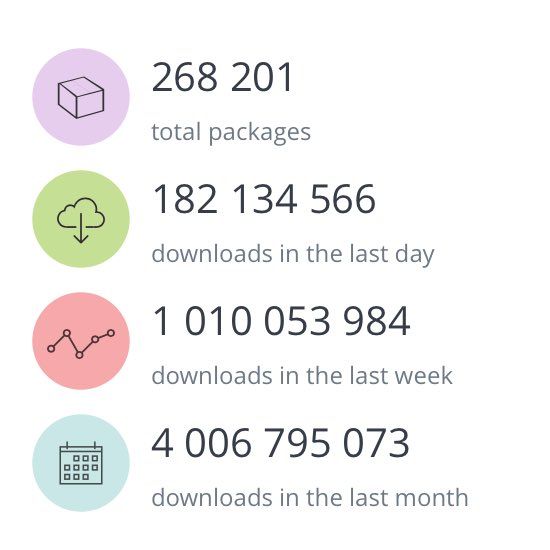 268 201
total packages
182 134 566
downloads in the last day
1 010 053 984
downloads in the last week
4 006 795 073
downloads in the last month